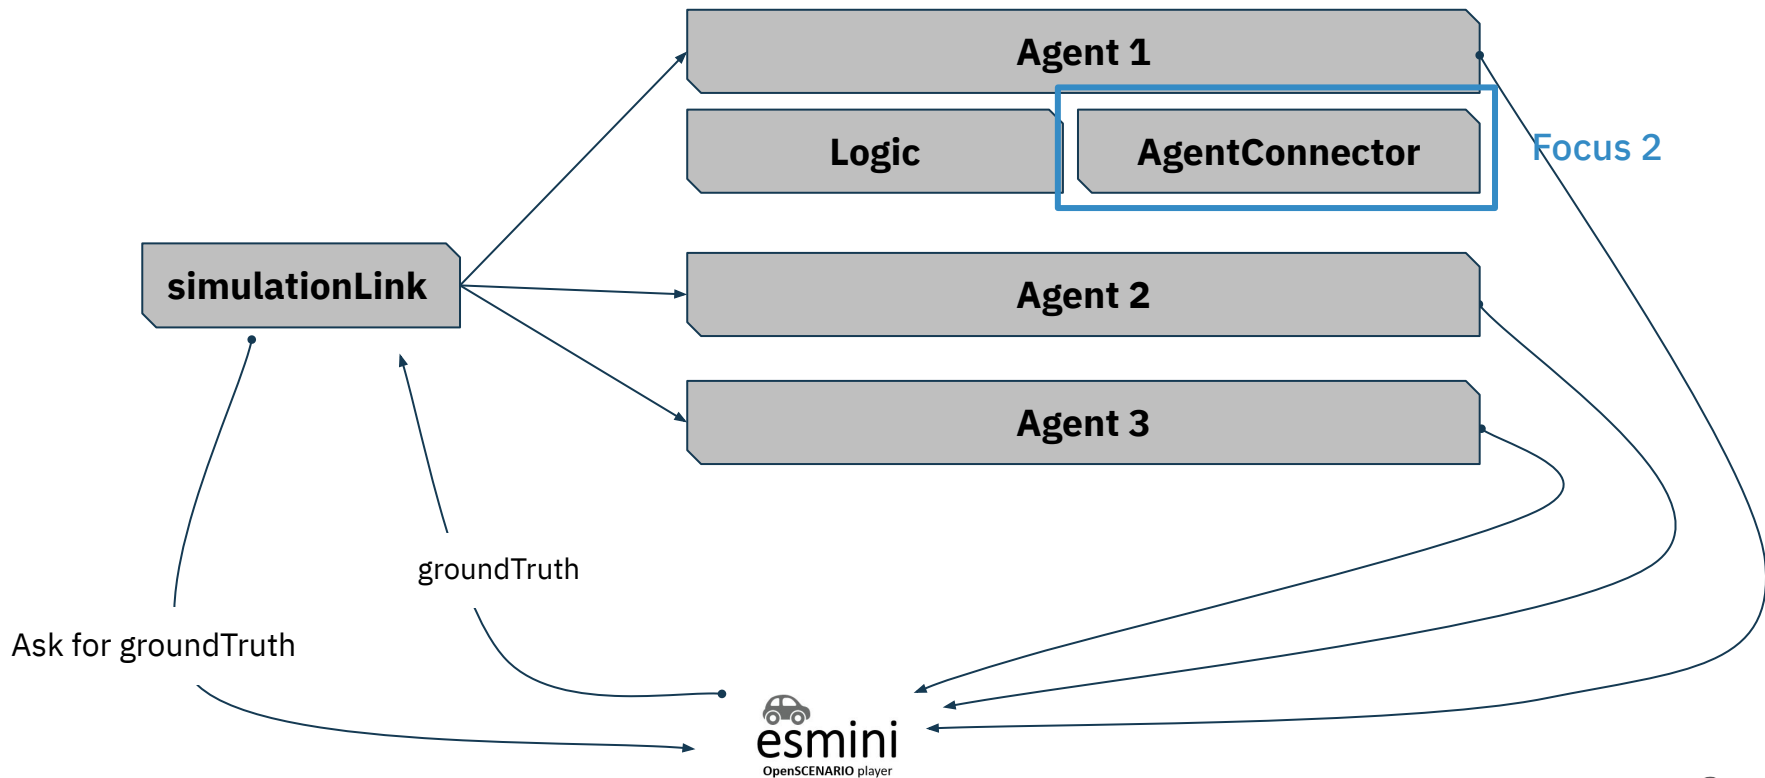 Agent 1
Logic
AgentConnector
Focus 2
simulationLink
Agent 2
Agent 3
groundTruth
Ask for groundTruth
esmini
OpenSCENARIO player